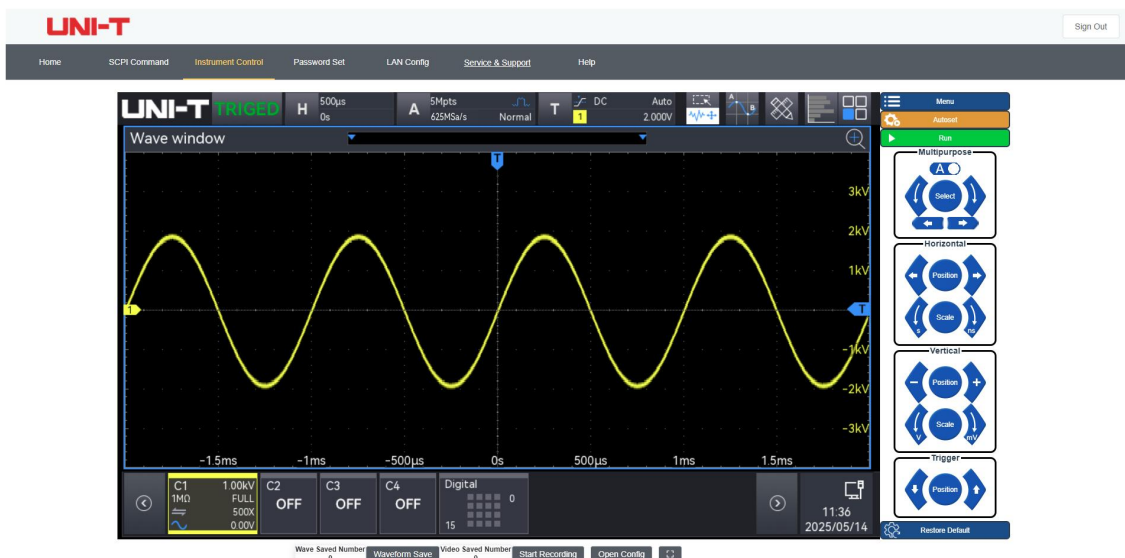 UNI-T
Sign Out
Home SCPI Command Instrument Control Password Set LAN Config Service & Support Help
UNI-T TRIGED H 500µs 0s A 5Mpts 625MSa/s Normal T DC 1 Auto 2.000V A B
Menu
Autoset
Run
Wave window
T
Multipurpose
A
Select
3kV
2kV
1kV
-1kV
-2kV
-3kV
1
T
Horizontal
Position
Scale
s ns
Vertical
Position
Scale
V mV
-1.5ms -1ms -500µs 0s 500µs 1ms 1.5ms
Trigger
Position
C1 1.00kV
1MΩ FULL
500X
0.00V
C2
OFF
C3
OFF
C4
OFF
Digital
0
15
11:36
2025/05/14
Restore Default
Wave Saved Number
0
Waveform Save
Video Saved Number
0
Start Recording
Open Config